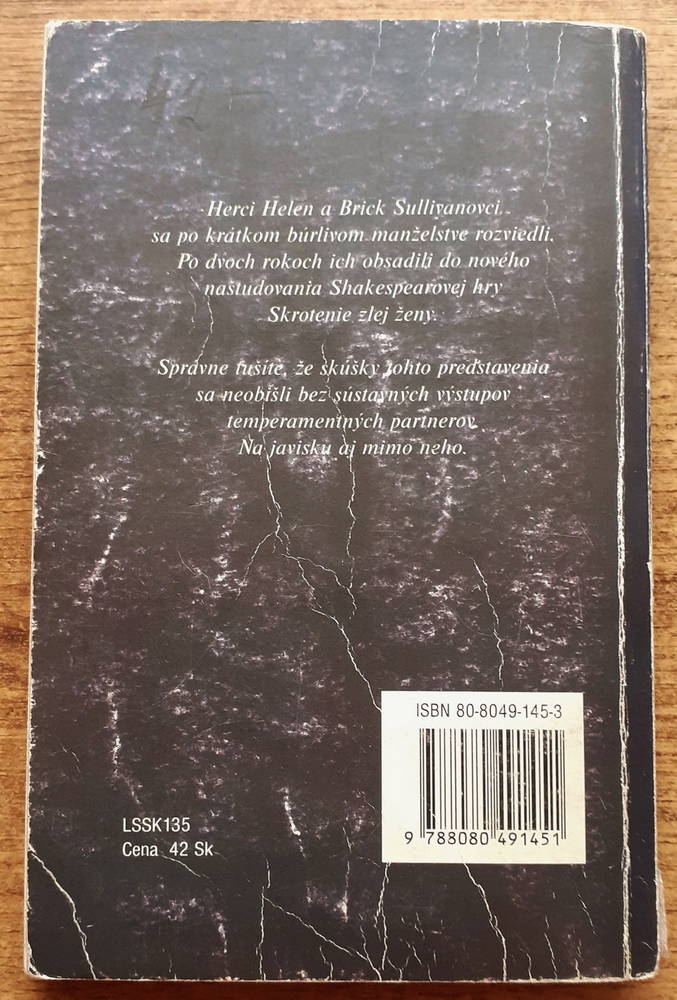 Herci Helen a Brick Sullivanovci
sa po krátkom búrlivom manželstve rozviedli.
Po dvoch rokoch ich obsadili do nového
naštudovania Shakespearovej hry
Skrotenie zlej ženy.
Správne tušíte, že skúšky tohto predstavenia
sa neobišli bez sústavných výstupov
temperamentných partnerov.
Na javisku aj mimo neho.
ISBN 80-8049-145-3
9 788080 491451
LSSK135
Cena 42 Sk